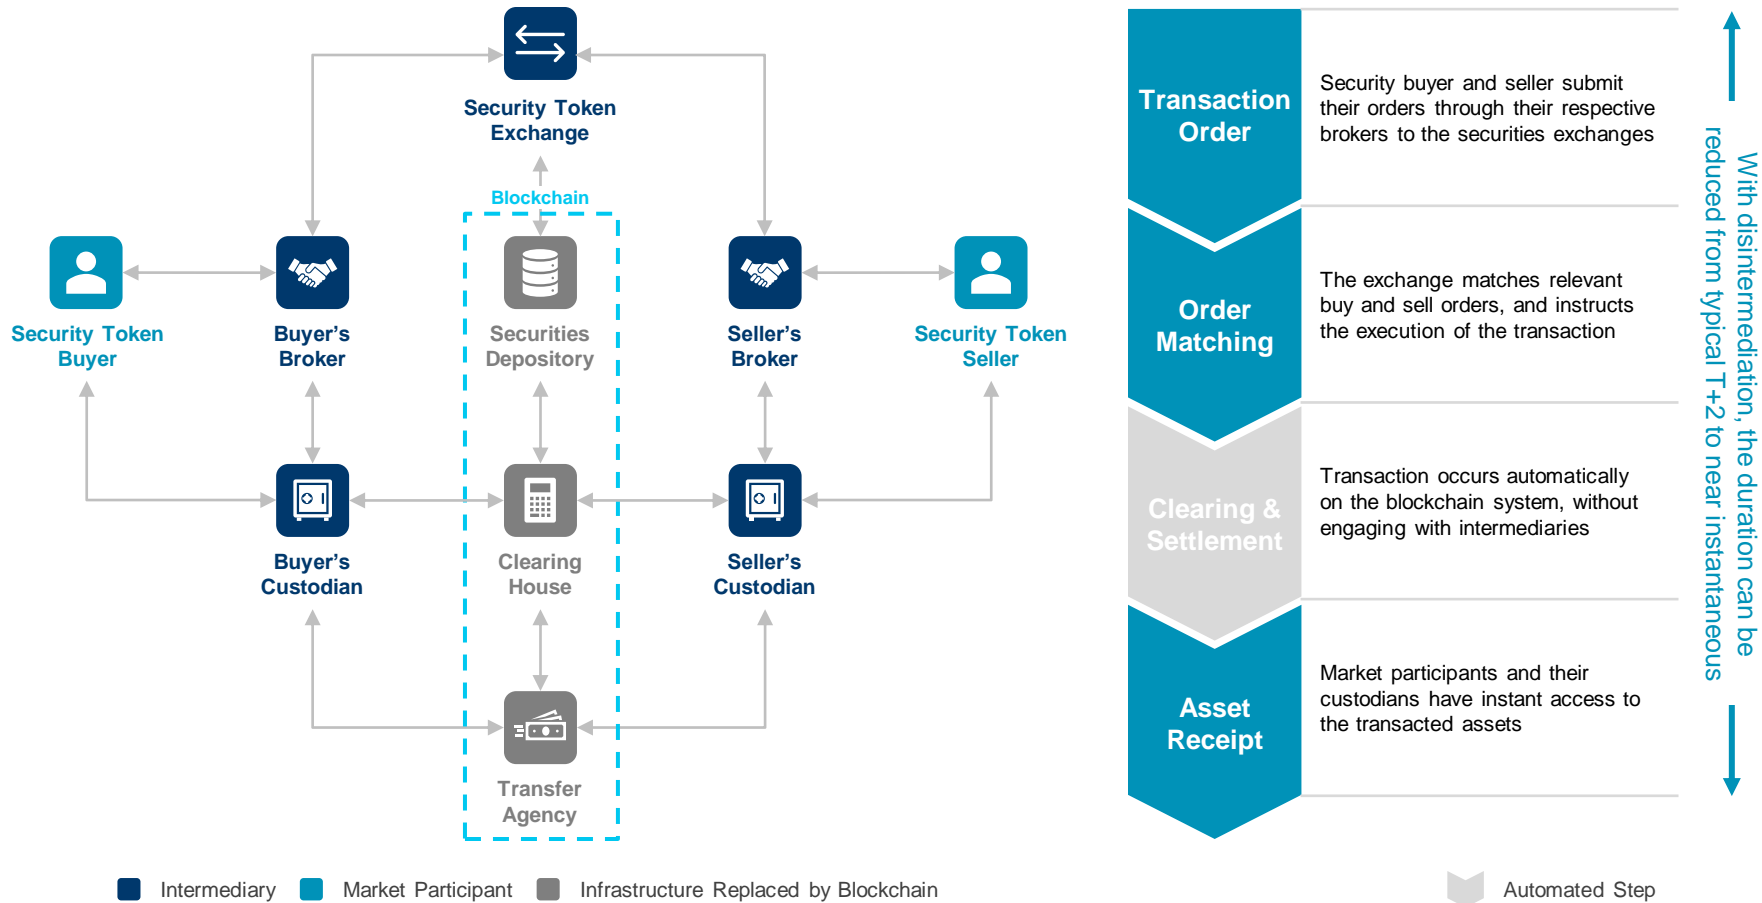 Security Token
Exchange
Blockchain
Security Token
Buyer
Buyer's
Broker
Securities
Depository
Seller's
Broker
Security Token
Seller
Buyer's
Custodian
Clearing
House
Seller's
Custodian
Transfer
Agency
Intermediary
Market Participant
Infrastructure Replaced by Blockchain
Transaction
Order
Security buyer and seller submit
their orders through their respective
brokers to the securities exchanges
Order
Matching
The exchange matches relevant
buy and sell orders, and instructs
the execution of the transaction
Clearing &
Settlement
Transaction occurs automatically
on the blockchain system, without
engaging with intermediaries
Asset
Receipt
Market participants and their
custodians have instant access to
the transacted assets
With disintermediation, the duration can be
reduced from typical T+2 to near instantaneous
Automated Step